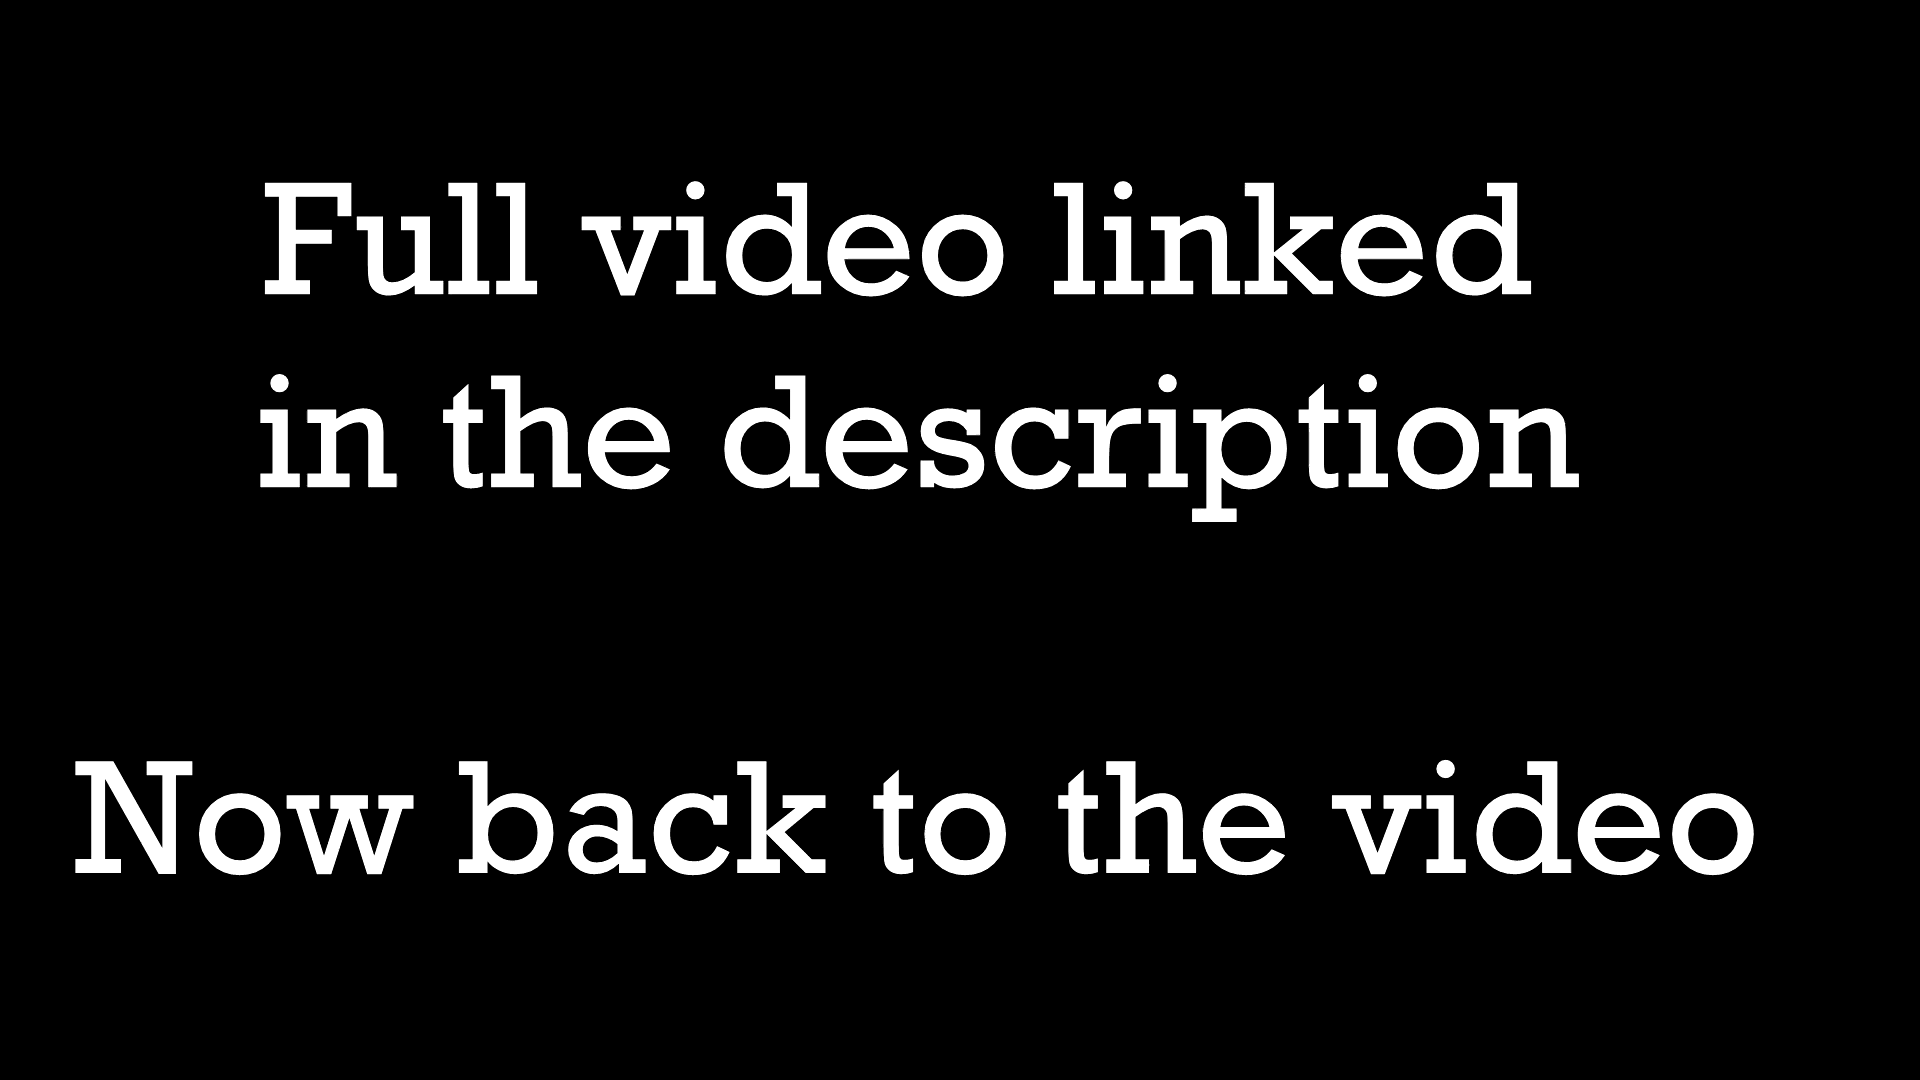 Full video linked
in the description
Now back to the video